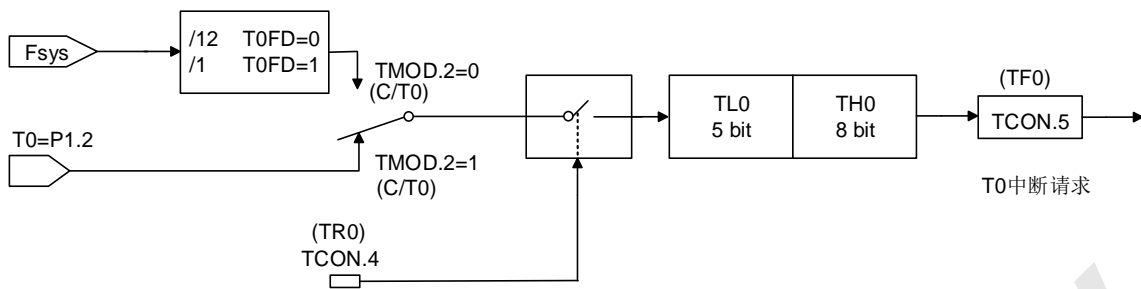 Fsys
/12 T0FD=0
/1 T0FD=1
TMOD.2=0
(C/T0)
T0=P1.2
TMOD.2=1
(C/T0)
(TR0)
TCON.4
TL0
5 bit
TH0
8 bit
(TF0)
TCON.5
T0中断请求